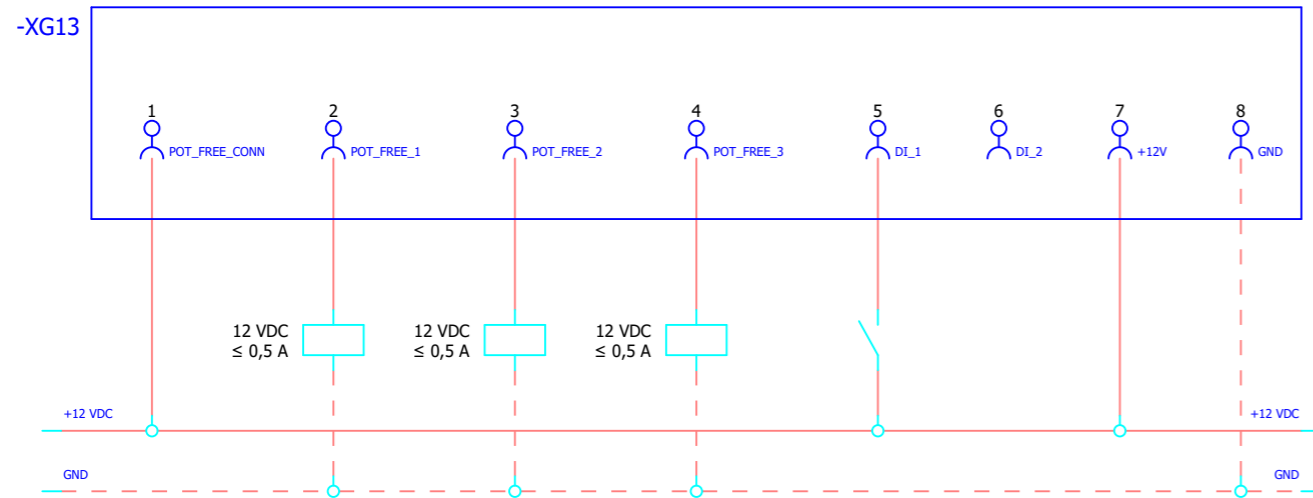 -XG13
1 2 3 4 5 6 7 8
POT_FREE_CONN POT_FREE_1 POT_FREE_2 POT_FREE_3 DI_1 DI_2 +12V GND
12 VDC 12 VDC 12 VDC
≤ 0,5 A ≤ 0,5 A ≤ 0,5 A
+12 VDC +12 VDC
GND GND